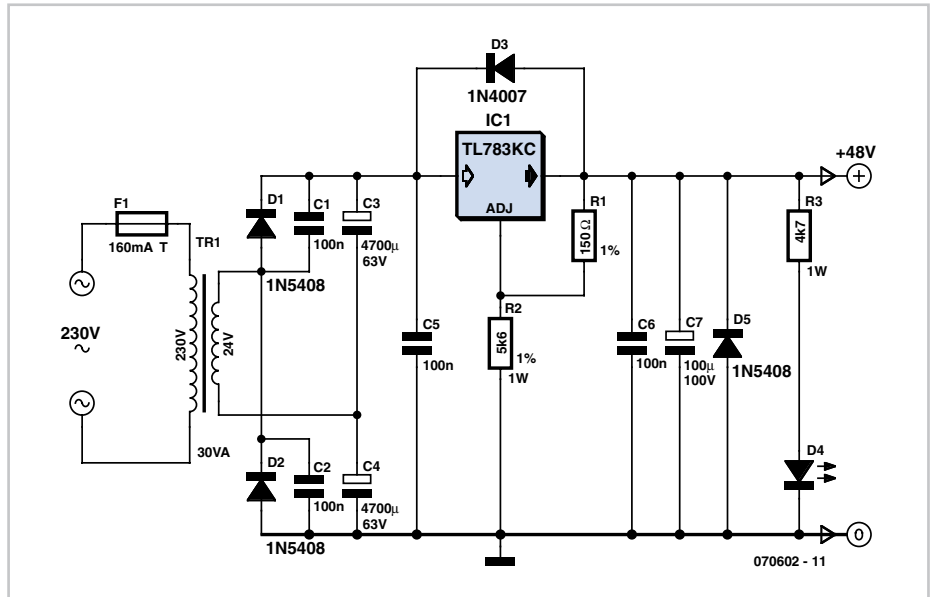 D3
1N4007
IC1
TL783KC
ADJ
+48V
+
F1
160mA T
TR1
D1
C1
100n
C3
4700µ
63V
1N5408
R1
150Ω
1%
R3
4k7
1W
230V
~
230V
24V
C5
100n
R2
5k6
1%
1W
C6
100n
C7
100µ
100V
D5
1N5408
30VA
D2
C2
100n
C4
4700µ
63V
1N5408
D4
0
070602 - 11